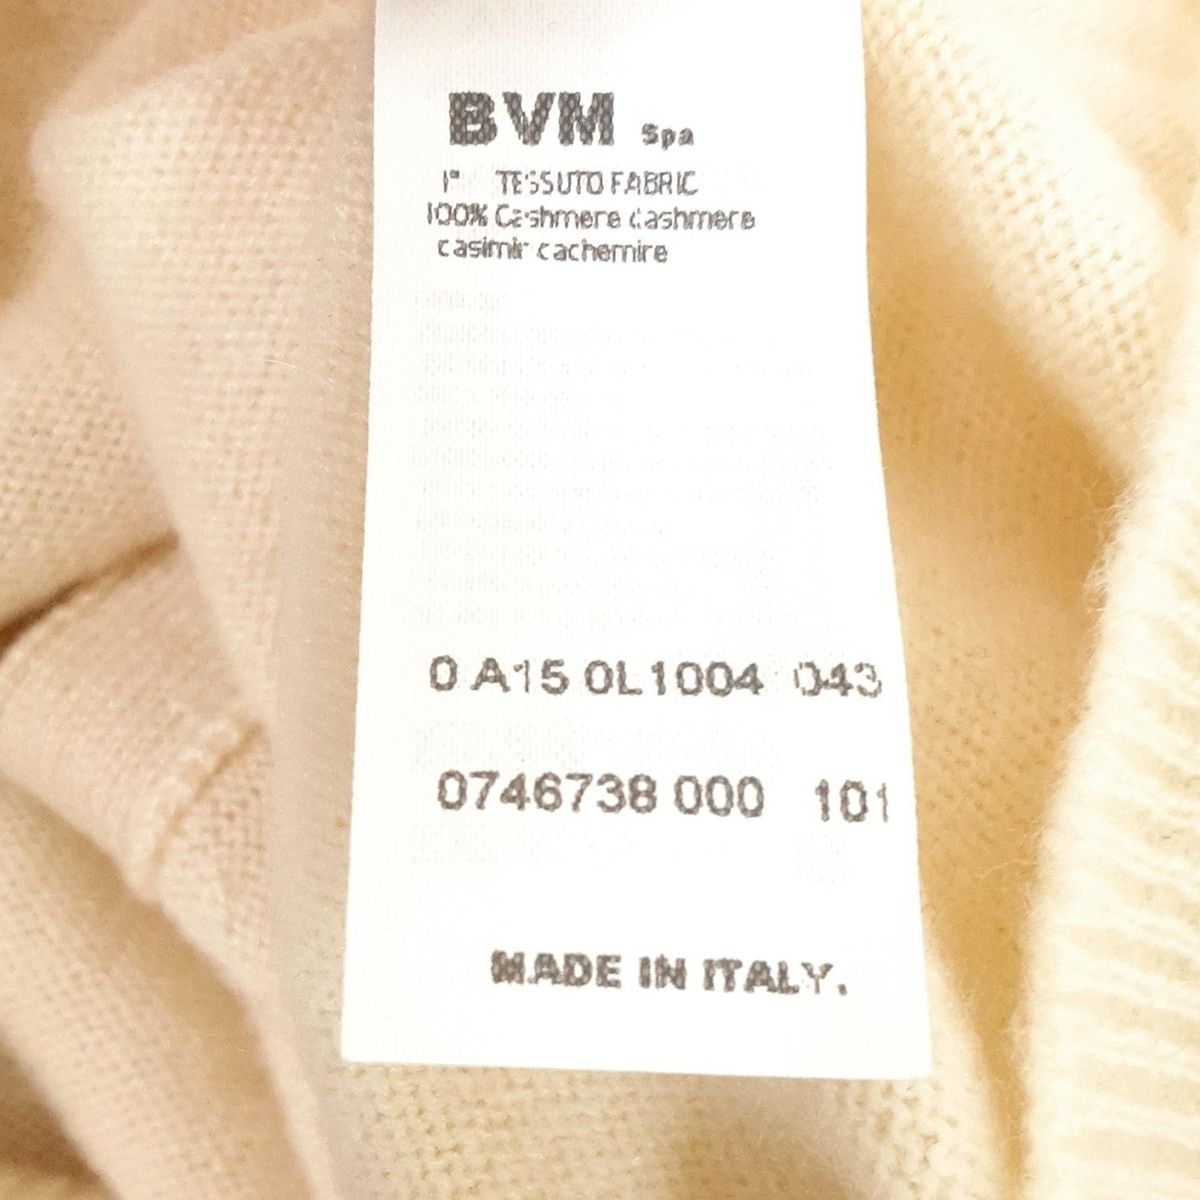 BVM Spa
1° TESSUTO FABRIC
100% Cashmere cashmere
casimir cachemire
0 A15 0L1004 043
0746738 000 101
MADE IN ITALY.